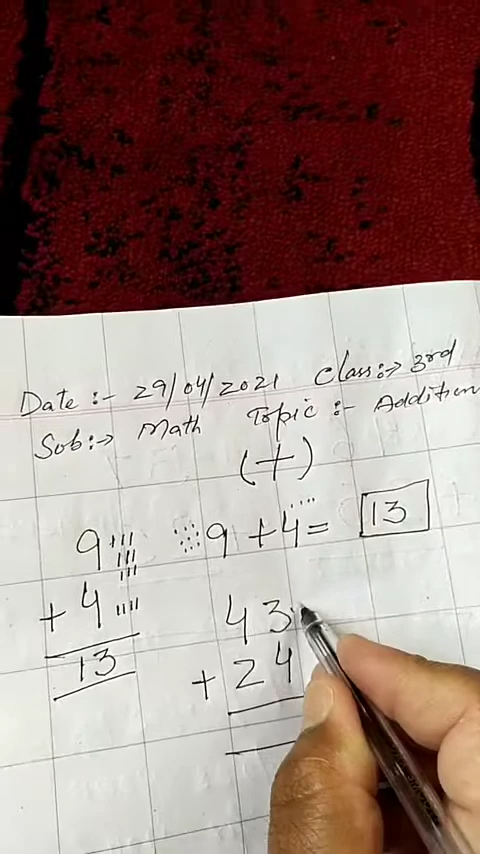 Date :- 29/04/2021 Class:-> 3rd
Sub:-> Math Topic :- Addition
(+)
9 9 + 4 = 13
+ 4
13
43
+ 24